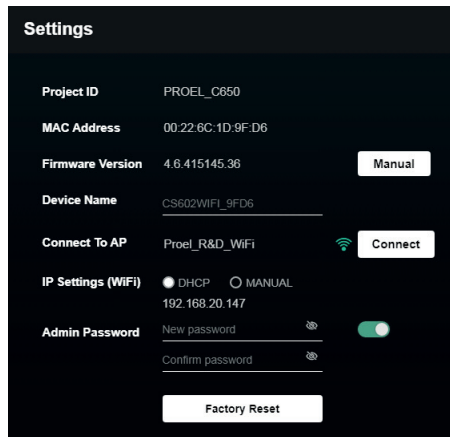 Settings
Project ID PROEL_C650
MAC Address 00:22:6C:1D:9F:D6
Firmware Version 4.6.415145.36 Manual
Device Name CS602WIFI_9FD6
Connect To AP Proel_R&D_WiFi Connect
IP Settings (WiFi) DHCP MANUAL
192.168.20.147
Admin Password New password
Confirm password
Factory Reset